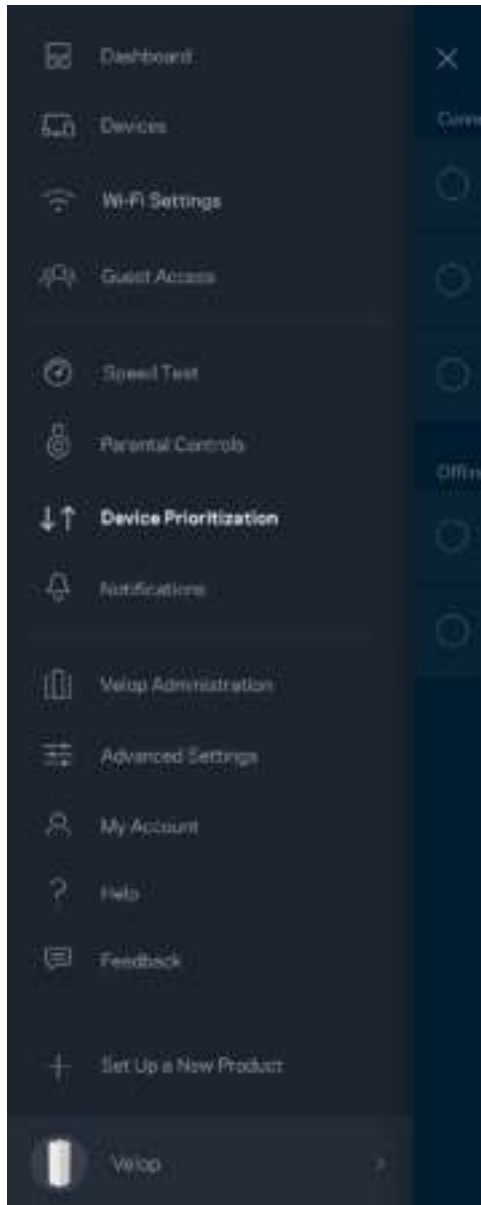 Dashboard
Devices
Wi-Fi Settings
Guest Access
Speed Test
Parental Controls
Device Prioritization
Notifications
Velop Administration
Advanced Settings
My Account
? Help
Feedback
+ Set Up a New Product
Velop